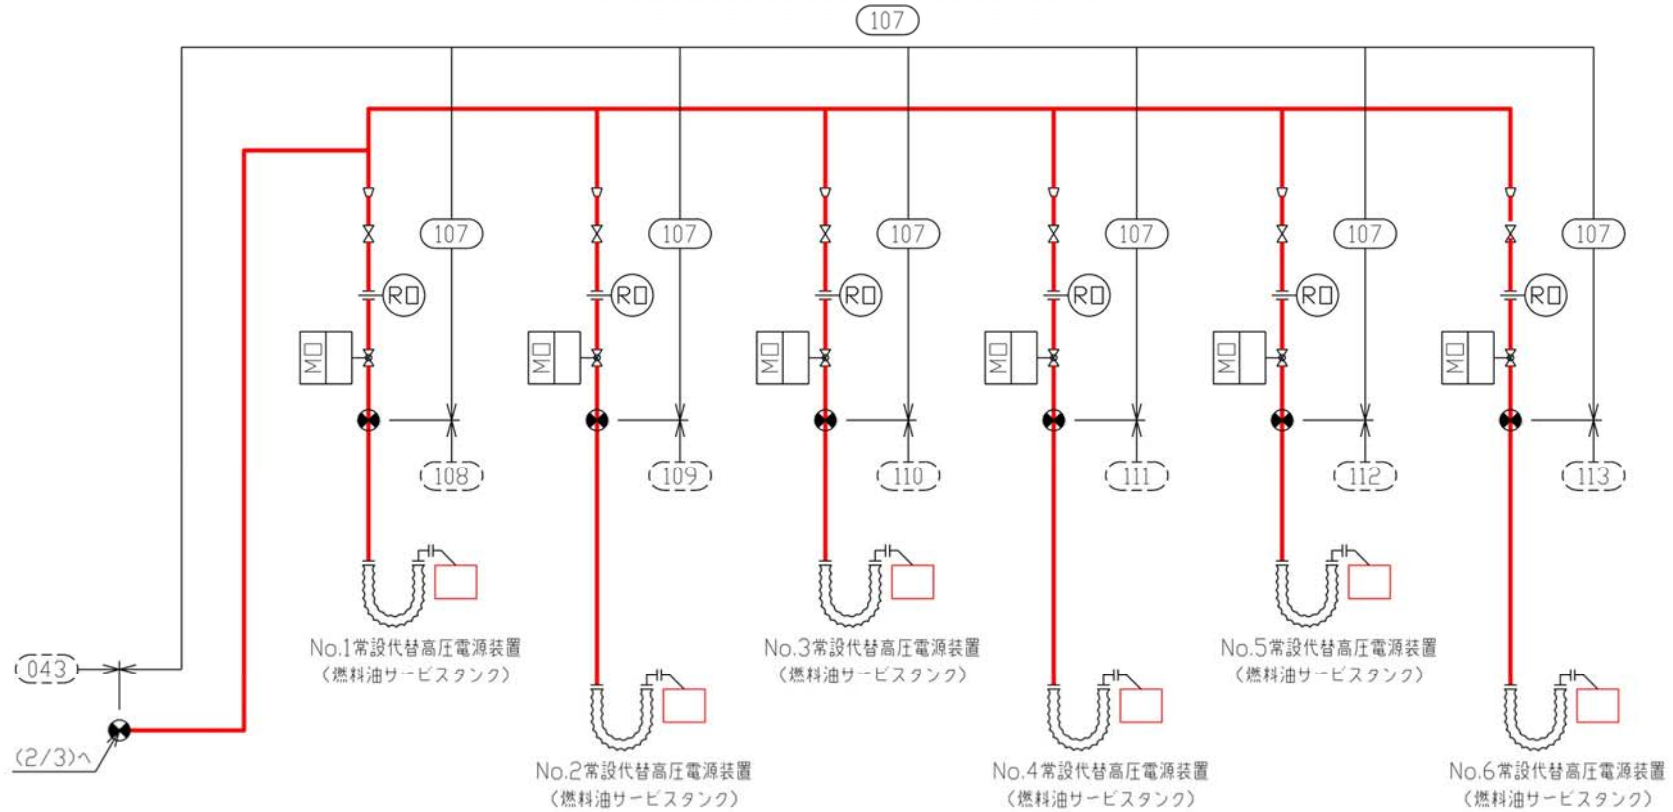 107
107
107
107
107
107
107
RO
RO
RO
RO
RO
RO
MO
MO
MO
MO
MO
MO
108
109
110
111
112
113
No.1常設代替高圧電源装置
(燃料油サービスタンク)
No.3常設代替高圧電源装置
(燃料油サービスタンク)
No.5常設代替高圧電源装置
(燃料油サービスタンク)
043
(2/3)へ
No.2常設代替高圧電源装置
(燃料油サービスタンク)
No.4常設代替高圧電源装置
(燃料油サービスタンク)
No.6常設代替高圧電源装置
(燃料油サービスタンク)